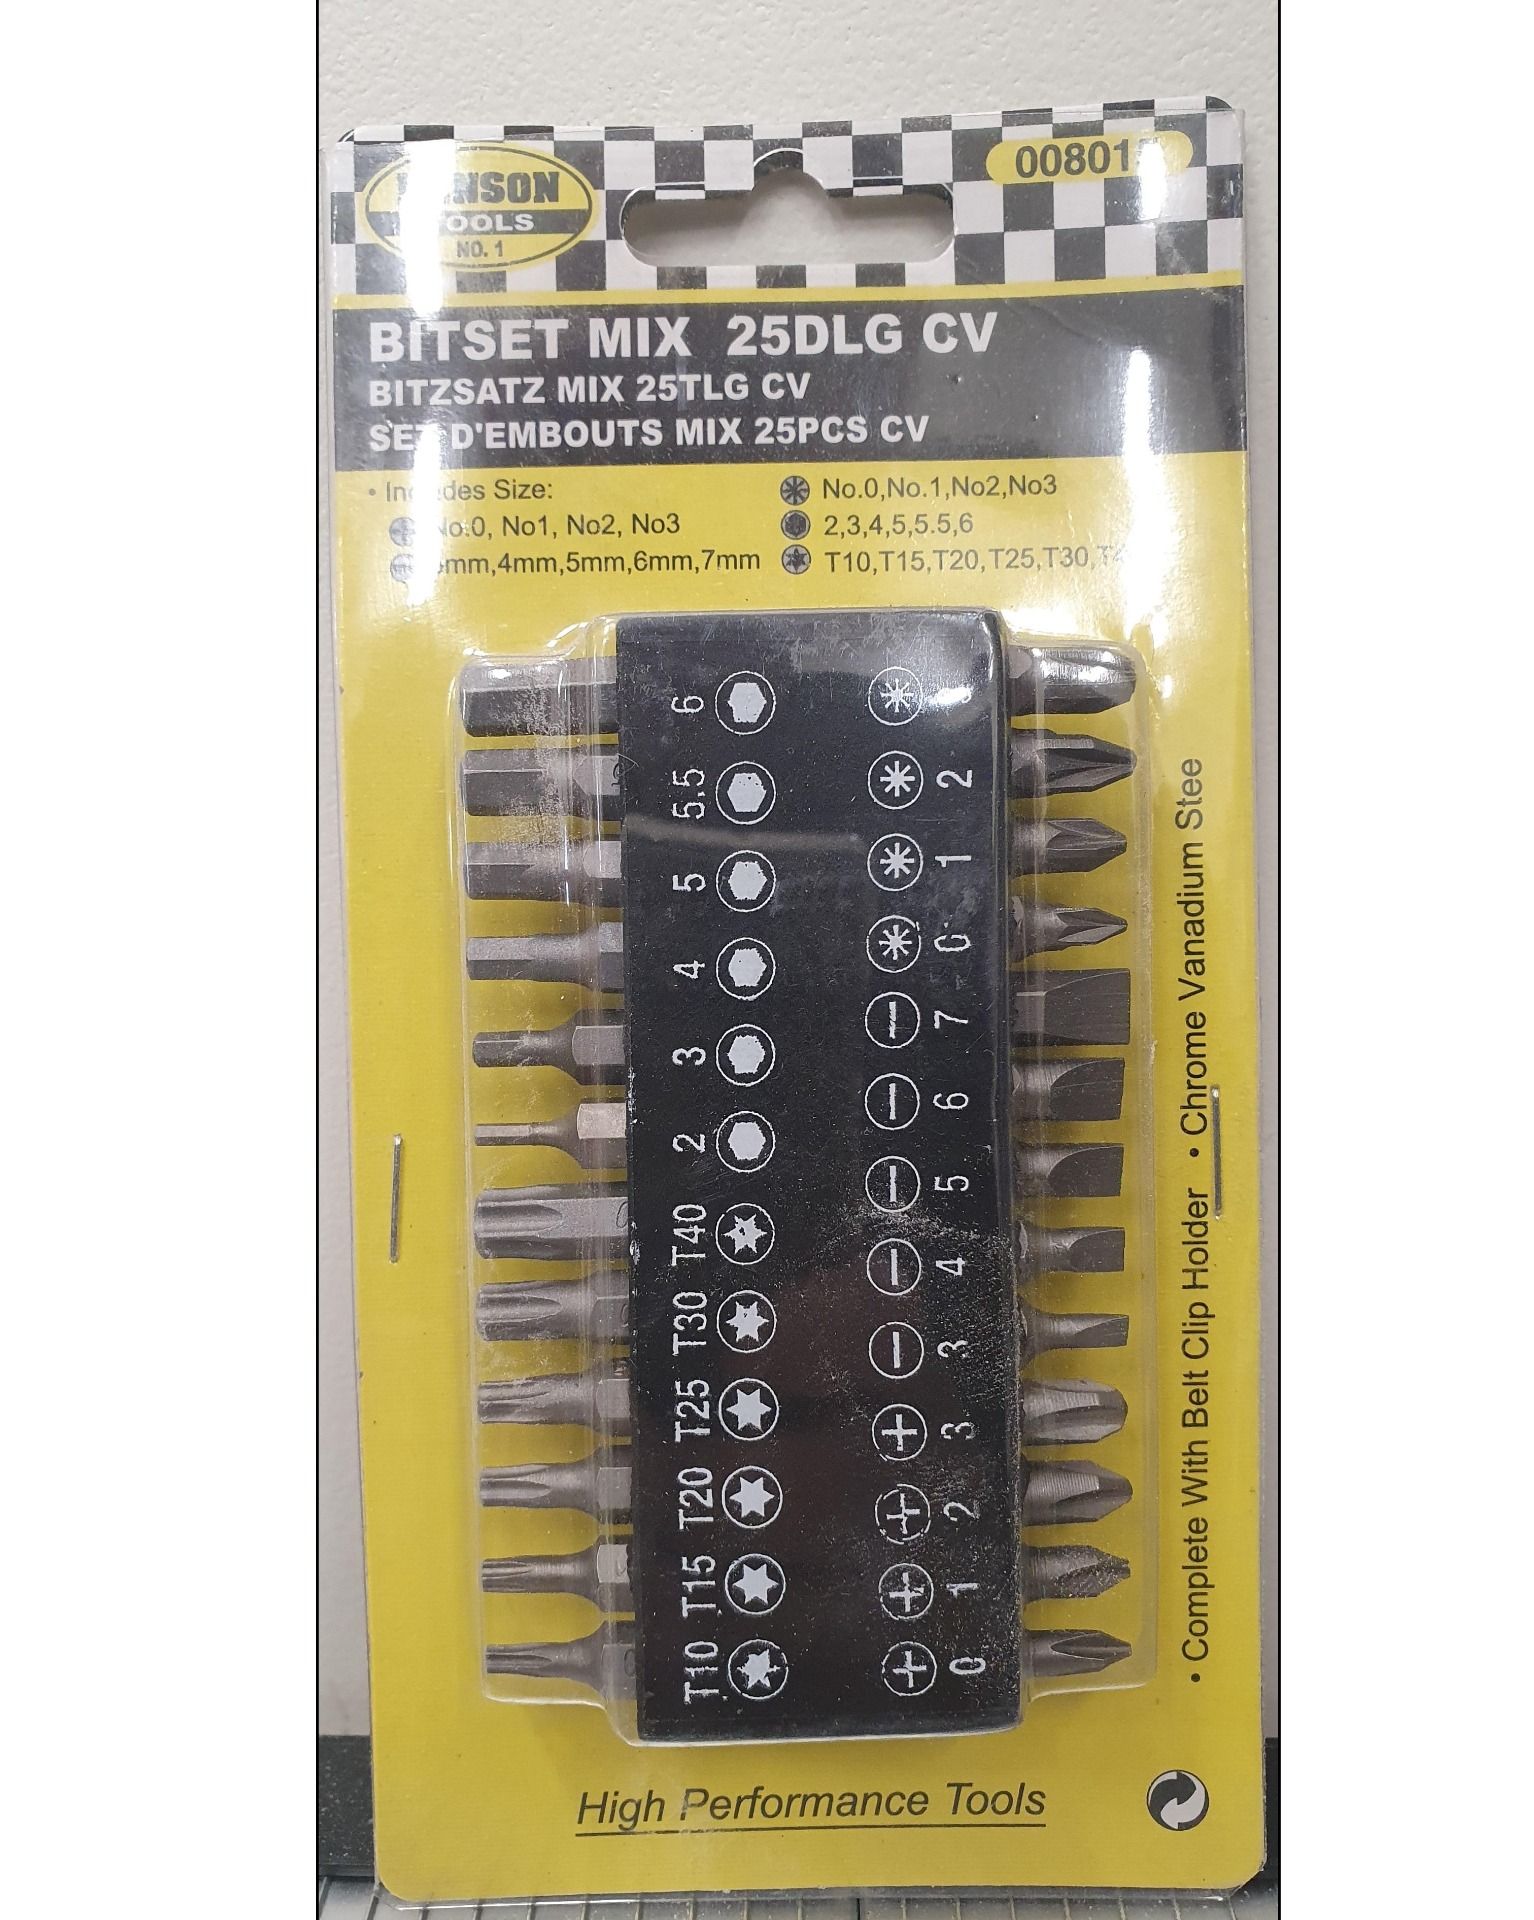 TOOLS
NO. 1
BITSET MIX 25DLG CV
BITZSATZ MIX 25TLG CV
SET D'EMBOUTS MIX 25PCS CV
• Includes Size:
No.0, No1, No2, No3
4mm,5mm,6mm,7mm
No.0,No.1,No2,No3
2,3,4,5,5.5,6
T10,T15,T20,T25,T30
6
5.5
5
4
3
2
T40
T30
T25
T20
T15
T10
2
1
0
7
6
5
4
3
3
2
1
0
• Complete With Belt Clip Holder • Chrome Vanadium Stee
High Performance Tools